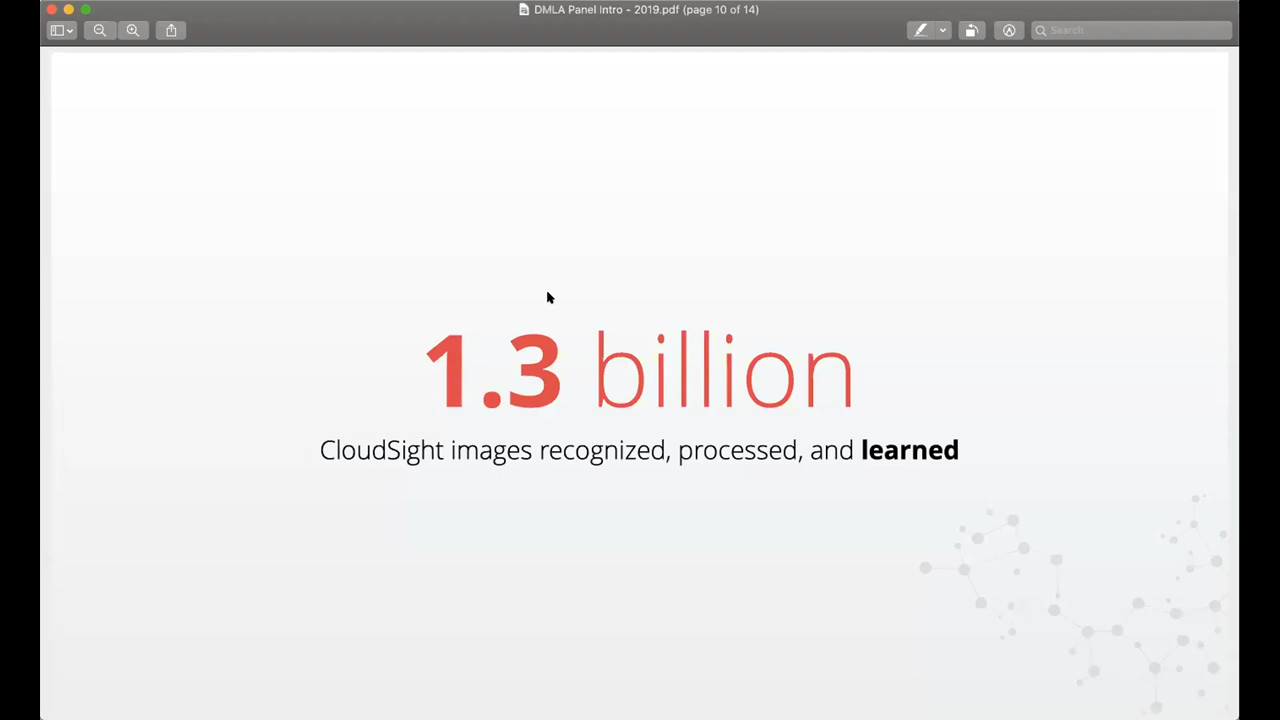 DMLA Panel Intro - 2019.pdf (page 10 of 14)
Search
1.3 billion
CloudSight images recognized, processed, and learned